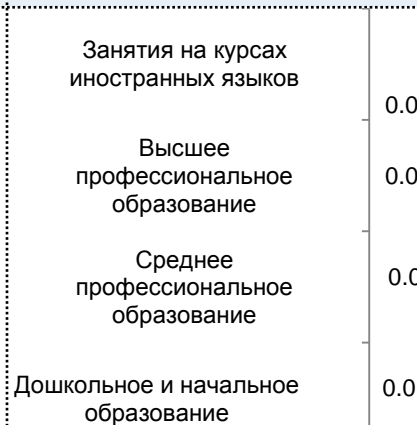 Занятия на курсах
иностранных языков
0.0
Высшее
профессиональное
образование
0.0
Среднее
профессиональное
образование
0.0
Дошкольное и начальное
образование
0.0